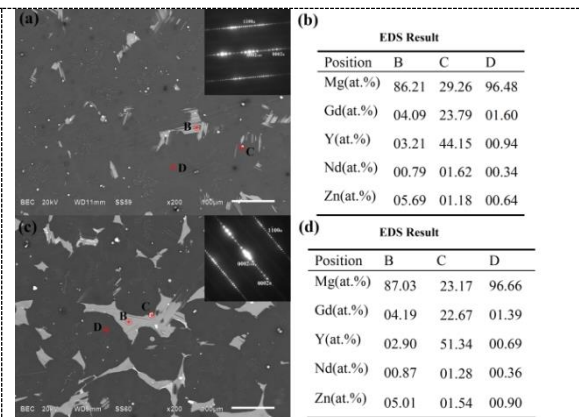 (a)
B
C
D
BEC 20kV WD11mm SS59 x200 100μm
(b)
EDS Result
Position B C D
Mg(at.%) 86.21 29.26 96.48
Gd(at.%) 04.09 23.79 01.60
Y(at.%) 03.21 44.15 00.94
Nd(at.%) 00.79 01.62 00.34
Zn(at.%) 05.69 01.18 00.64
(c)
C
B
D
BEC 20kV SS60 x200
(d)
EDS Result
Position B C D
Mg(at.%) 87.03 23.17 96.66
Gd(at.%) 04.19 22.67 01.39
Y(at.%) 02.90 51.34 00.69
Nd(at.%) 00.87 01.28 00.36
Zn(at.%) 05.01 01.54 00.90